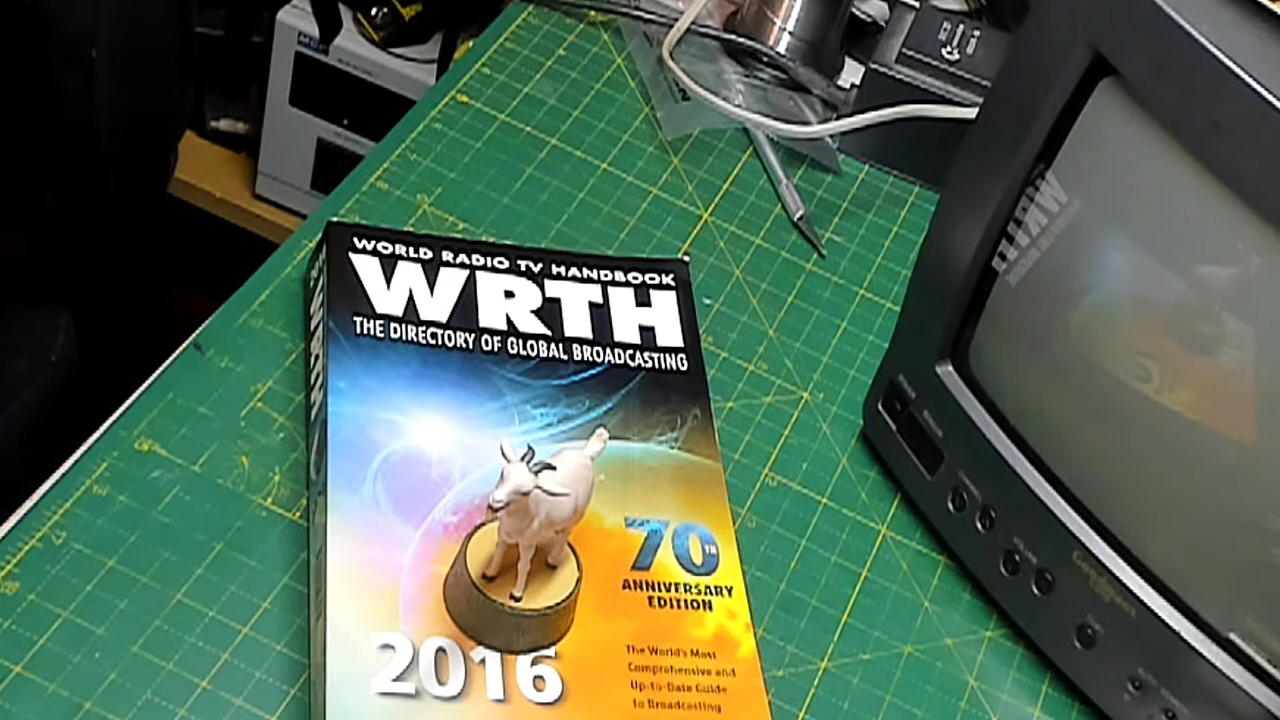 WORLD RADIO TV HANDBOOK
WRTH
THE DIRECTORY OF GLOBAL BROADCASTING
70TH
ANNIVERSARY
EDITION
2016
The World's Most
Comprehensive and
Up-to-Date Guide
to Broadcasting
WRTH